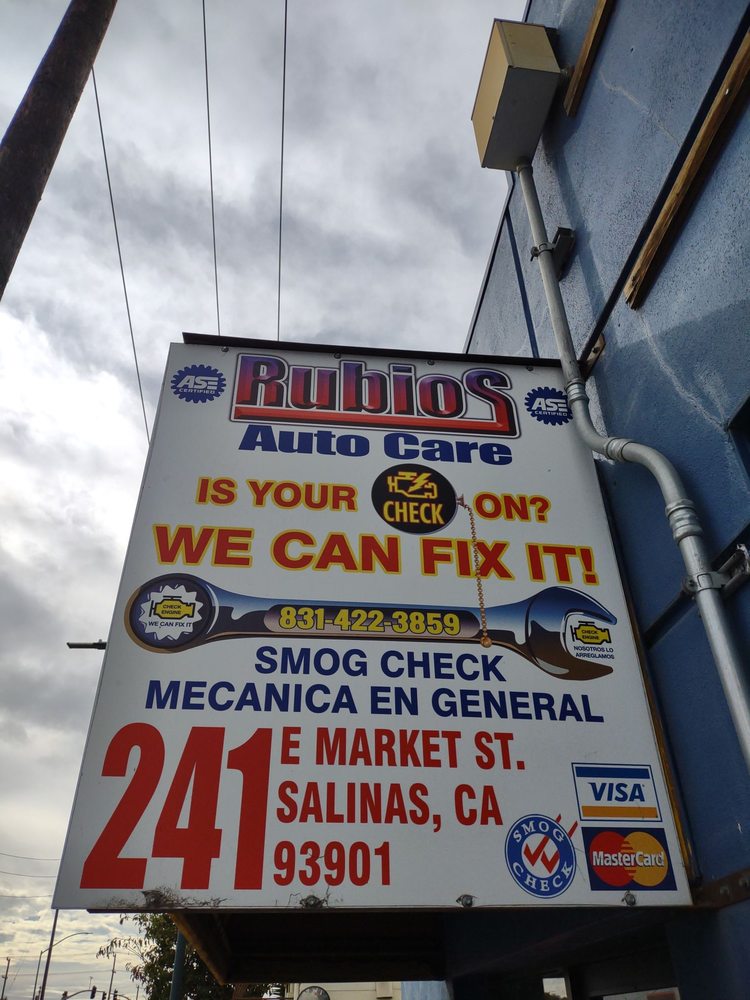 ASE
CERTIFIED
Rubios
ASE
CERTIFIED
Auto Care
IS YOUR CHECK ON?
WE CAN FIX IT!
CHECK
ENGINE
WE CAN FIX IT
831-422-3859
CHECK
ENGINE
NOSOTROS LO
ARREGLAMOS
SMOG CHECK
MECANICA EN GENERAL
241 E MARKET ST.
SALINAS, CA
93901
SMOG
CHECK
VISA
MasterCard